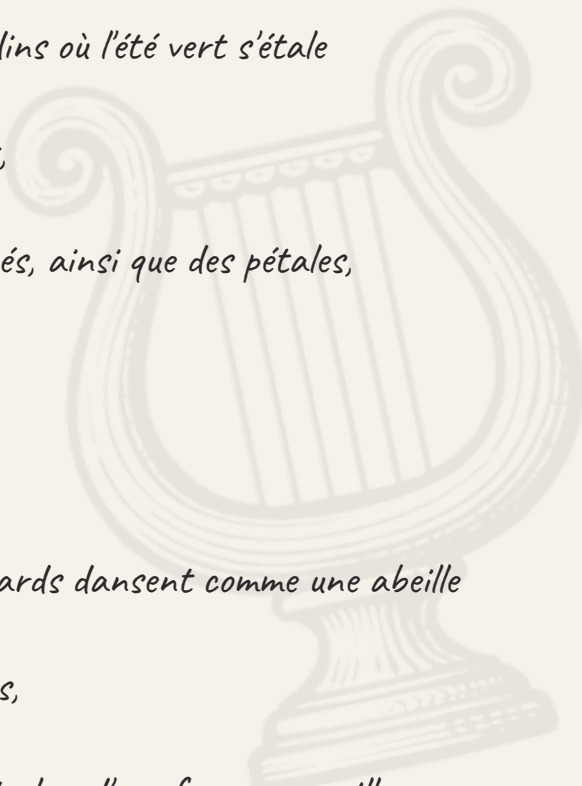 lins où l'été vert s'étale
,
és, ainsi que des pétales,
ards dansent comme une abeille
s,